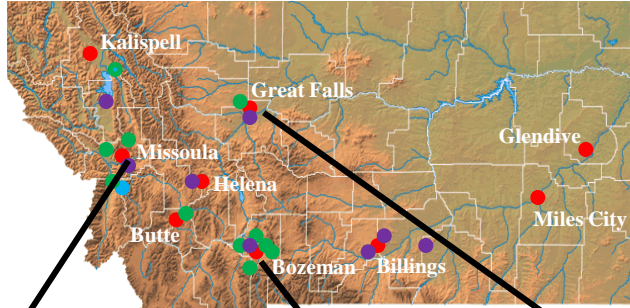 Kalispell
Great Falls
Glendive
Missoula
Helena
Miles City
Butte
Bozeman
Billings